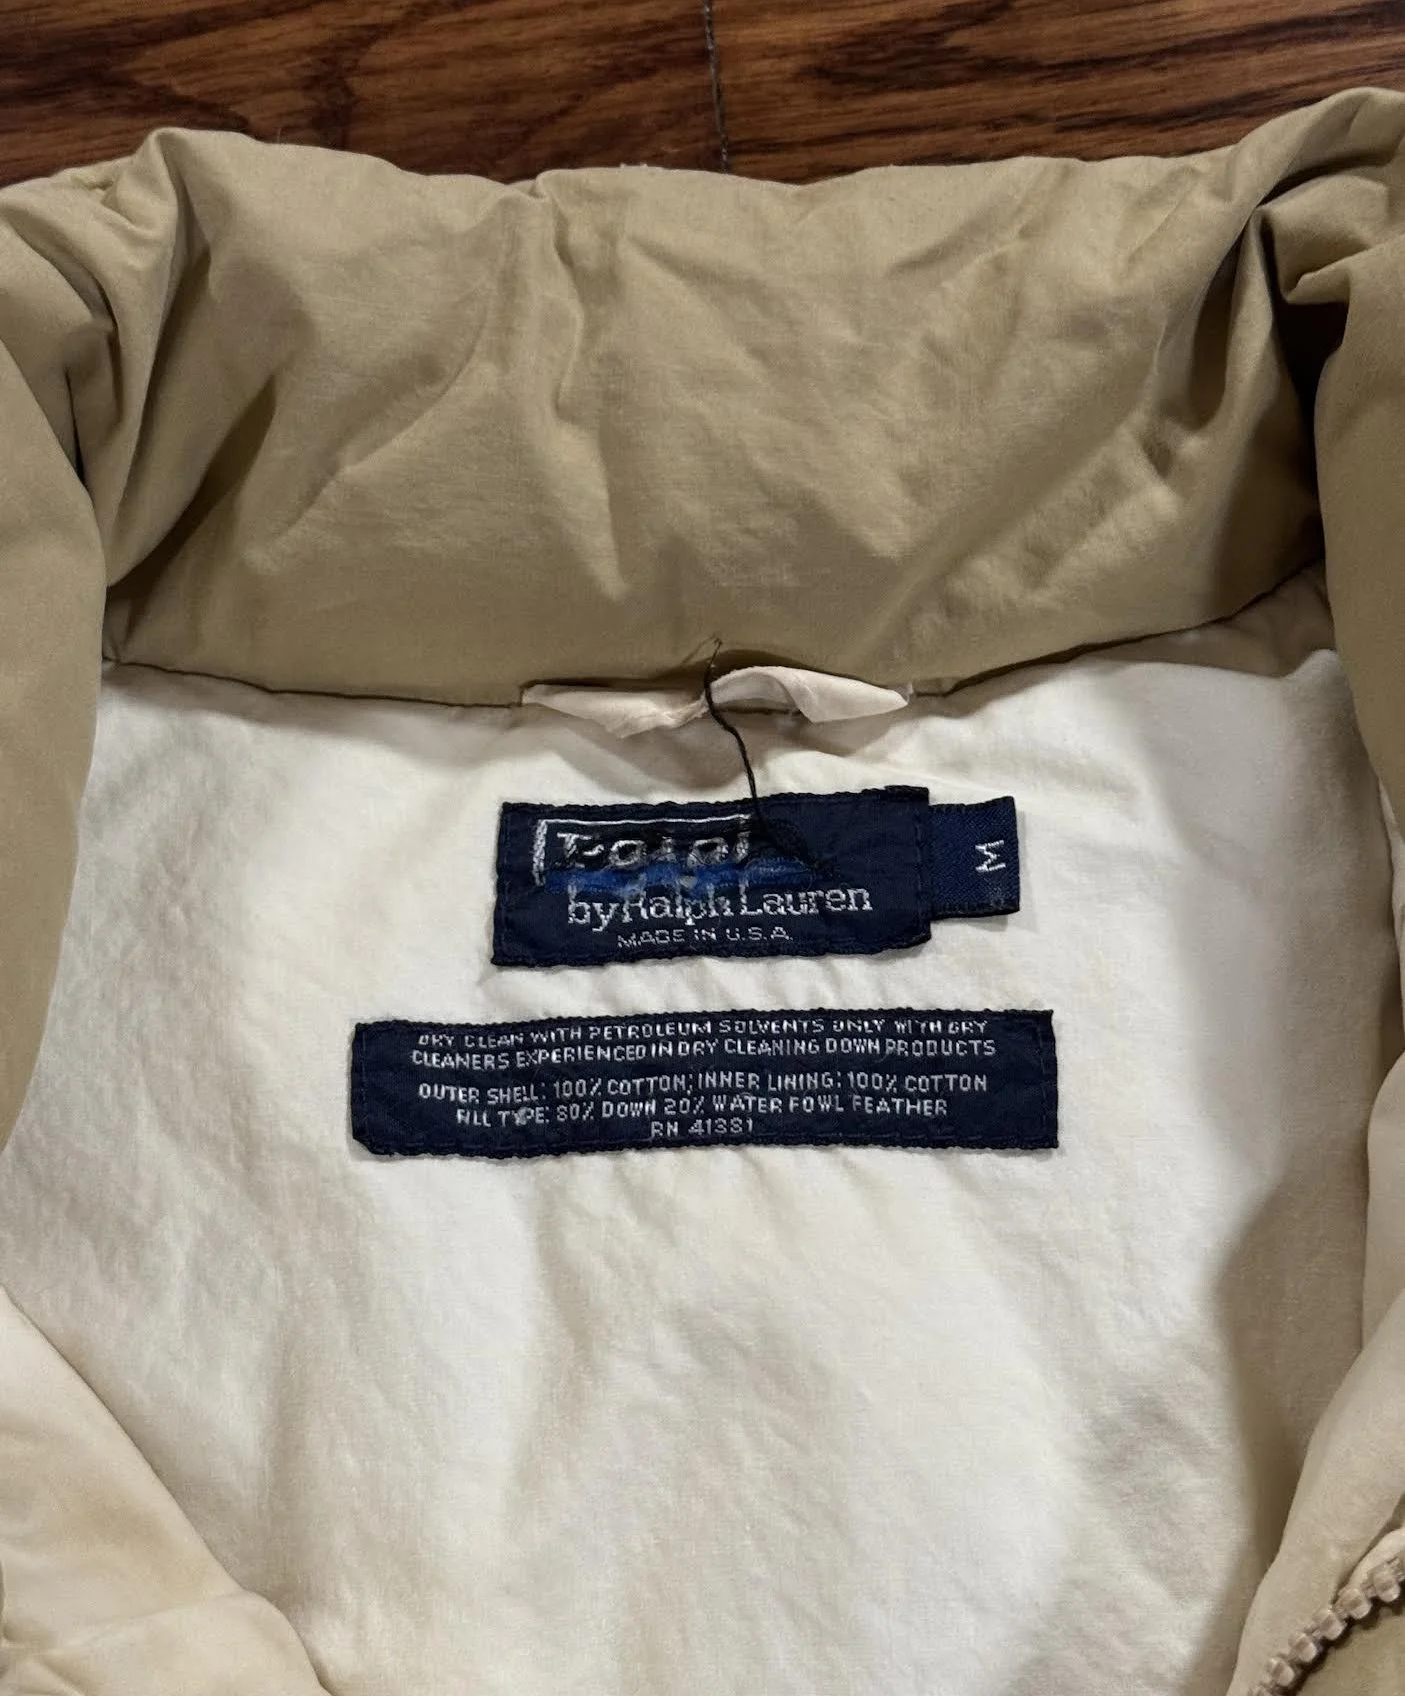 Polo
M
by Ralph Lauren
MADE IN U.S.A.
DRY CLEAN WITH PETROLEUM SOLVENTS ONLY WITH DRY
CLEANERS EXPERIENCED IN DRY CLEANING DOWN PRODUCTS
OUTER SHELL: 100% COTTON; INNER LINING: 100% COTTON
FILL TYPE: 80% DOWN 20% WATER FOWL FEATHER
RN 41381